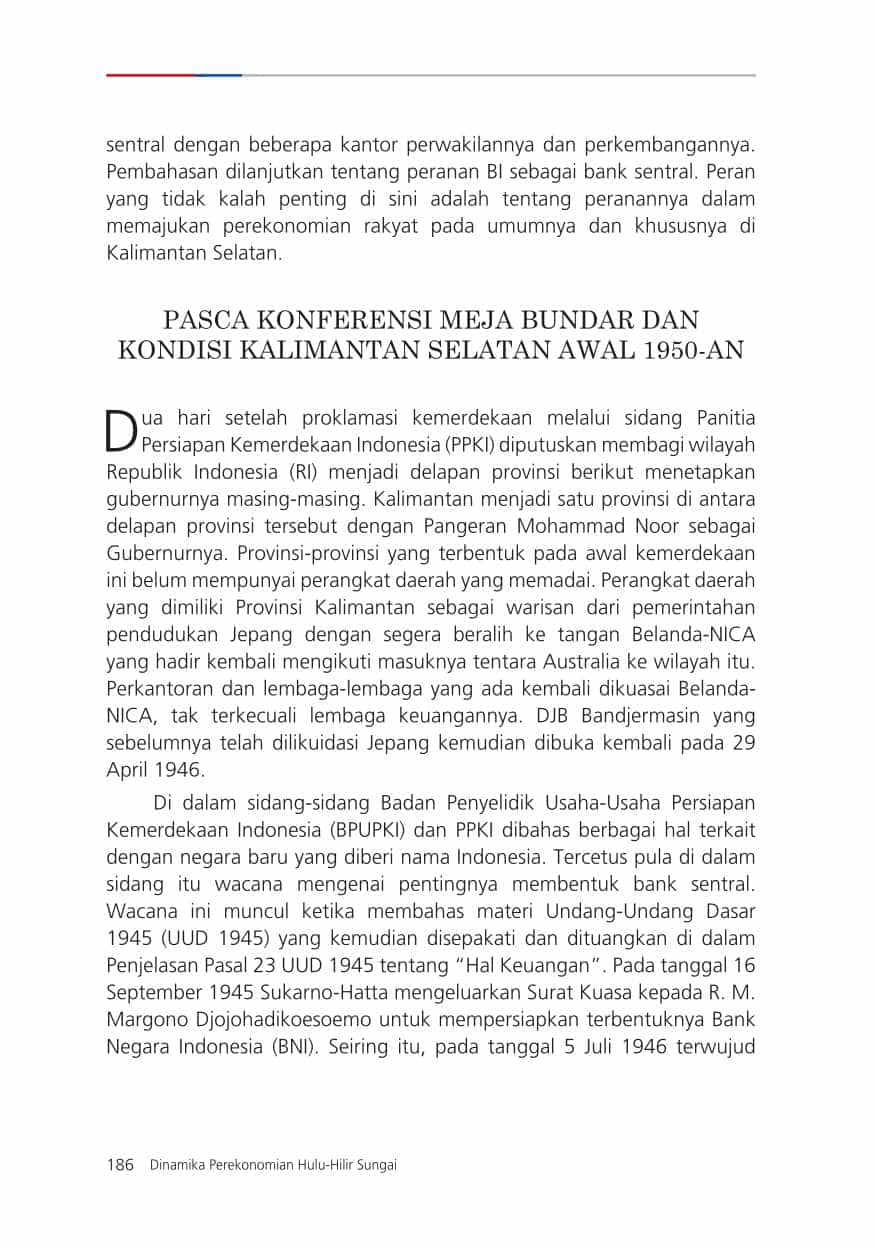 sentral dengan beberapa kantor perwakilannya dan perkembangannya.
Pembahasan dilanjutkan tentang peranan BI sebagai bank sentral. Peran
yang tidak kalah penting di sini adalah tentang peranannya dalam
memajukan perekonomian rakyat pada umumnya dan khususnya di
Kalimantan Selatan.
PASCA KONFERENSI MEJA BUNDAR DAN
KONDISI KALIMANTAN SELATAN AWAL 1950-AN
Dua hari setelah proklamasi kemerdekaan melalui sidang Panitia
Persiapan Kemerdekaan Indonesia (PPKI) diputuskan membagi wilayah
Republik Indonesia (RI) menjadi delapan provinsi berikut menetapkan
gubernurnya masing-masing. Kalimantan menjadi satu provinsi di antara
delapan provinsi tersebut dengan Pangeran Mohammad Noor sebagai
Gubernurnya. Provinsi-provinsi yang terbentuk pada awal kemerdekaan
ini belum mempunyai perangkat daerah yang memadai. Perangkat daerah
yang dimiliki Provinsi Kalimantan sebagai warisan dari pemerintahan
pendudukan Jepang dengan segera beralih ke tangan Belanda-NICA
yang hadir kembali mengikuti masuknya tentara Australia ke wilayah itu.
Perkantoran dan lembaga-lembaga yang ada kembali dikuasai Belanda-
NICA, tak terkecuali lembaga keuangannya. DJB Bandjermasin yang
sebelumnya telah dilikuidasi Jepang kemudian dibuka kembali pada 29
April 1946.
Di dalam sidang-sidang Badan Penyelidik Usaha-Usaha Persiapan
Kemerdekaan Indonesia (BPUPKI) dan PPKI dibahas berbagai hal terkait
dengan negara baru yang diberi nama Indonesia. Tercetus pula di dalam
sidang itu wacana mengenai pentingnya membentuk bank sentral.
Wacana ini muncul ketika membahas materi Undang-Undang Dasar
1945 (UUD 1945) yang kemudian disepakati dan dituangkan di dalam
Penjelasan Pasal 23 UUD 1945 tentang “Hal Keuangan”. Pada tanggal 16
September 1945 Sukarno-Hatta mengeluarkan Surat Kuasa kepada R. M.
Margono Djojohadikoesoemo untuk mempersiapkan terbentuknya Bank
Negara Indonesia (BNI). Seiring itu, pada tanggal 5 Juli 1946 terwujud
186 Dinamika Perekonomian Hulu-Hilir Sungai